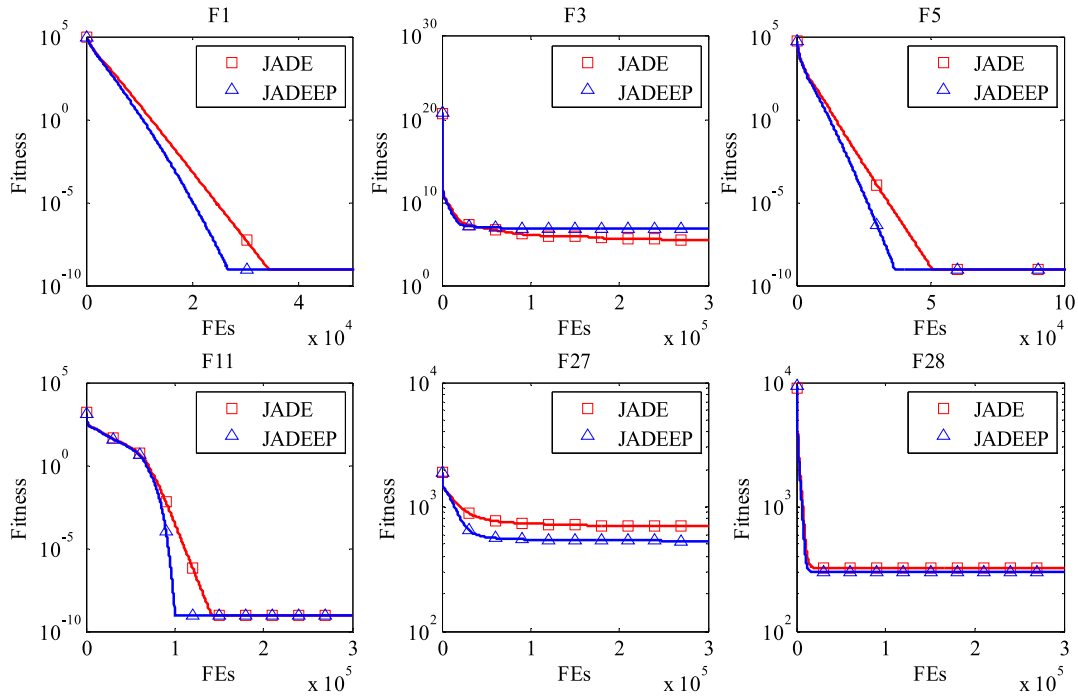 F1
10^5
10^0
10^-5
10^-10
Fitness
JADE
JADEEP
0
2
4
FEs
x 10^4
F3
10^30
10^20
10^10
10^0
Fitness
JADE
JADEEP
0
1
2
3
FEs
x 10^5
F5
10^5
10^0
10^-5
10^-10
Fitness
JADE
JADEEP
0
5
10
FEs
x 10^4
F11
10^5
10^0
10^-5
10^-10
Fitness
JADE
JADEEP
0
1
2
3
FEs
x 10^5
F27
10^4
10^3
10^2
Fitness
JADE
JADEEP
0
1
2
3
FEs
x 10^5
F28
10^4
10^3
10^2
Fitness
JADE
JADEEP
0
1
2
3
FEs
x 10^5